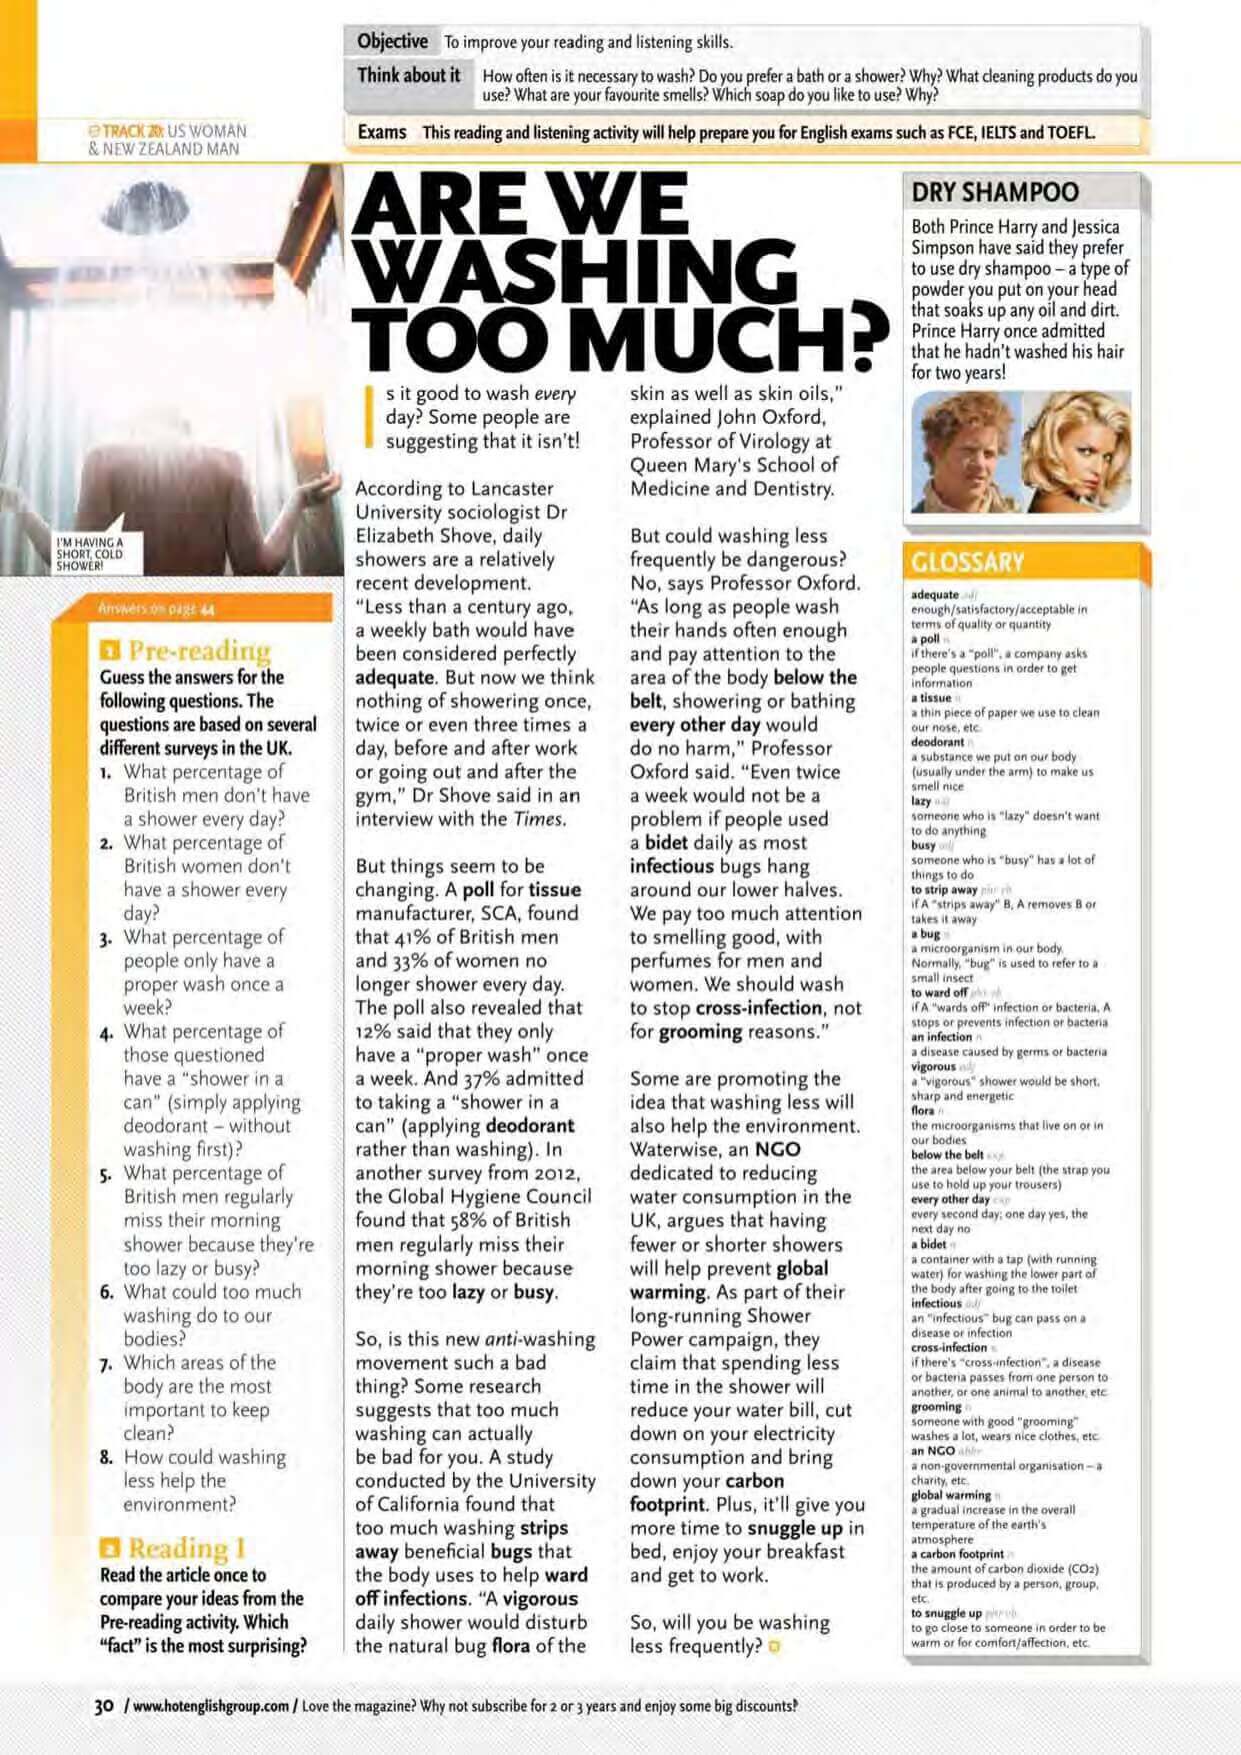 Objective To improve your reading and listening skills.
Think about it How often is it necessary to wash? Do you prefer a bath or a shower? Why? What cleaning products do you
use? What are your favourite smells? Which soap do you like to use? Why?
TRACK 20: US WOMAN
& NEW ZEALAND MAN
Exams This reading and listening activity will help prepare you for English exams such as FCE, IELTS and TOEFL.
ARE WE
WASHING
TOO MUCH?
I'M HAVING A
SHORT, COLD
SHOWER!
Answers on page 44
1 Pre-reading
Guess the answers for the
following questions. The
questions are based on several
different surveys in the UK.
1. What percentage of
British men don't have
a shower every day?
2. What percentage of
British women don't
have a shower every
day?
3. What percentage of
people only have a
proper wash once a
week?
4. What percentage of
those questioned
have a "shower in a
can" (simply applying
deodorant – without
washing first)?
5. What percentage of
British men regularly
miss their morning
shower because they're
too lazy or busy?
6. What could too much
washing do to our
bodies?
7. Which areas of the
body are the most
important to keep
clean?
8. How could washing
less help the
environment?
2 Reading I
Read the article once to
compare your ideas from the
Pre-reading activity. Which
"fact" is the most surprising?
Is it good to wash every
day? Some people are
suggesting that it isn't!
According to Lancaster
University sociologist Dr
Elizabeth Shove, daily
showers are a relatively
recent development.
"Less than a century ago,
a weekly bath would have
been considered perfectly
adequate. But now we think
nothing of showering once,
twice or even three times a
day, before and after work
or going out and after the
gym," Dr Shove said in an
interview with the Times.
But things seem to be
changing. A poll for tissue
manufacturer, SCA, found
that 41% of British men
and 33% of women no
longer shower every day.
The poll also revealed that
12% said that they only
have a "proper wash" once
a week. And 37% admitted
to taking a "shower in a
can" (applying deodorant
rather than washing). In
another survey from 2012,
the Global Hygiene Council
found that 58% of British
men regularly miss their
morning shower because
they're too lazy or busy.
So, is this new anti-washing
movement such a bad
thing? Some research
suggests that too much
washing can actually
be bad for you. A study
conducted by the University
of California found that
too much washing strips
away beneficial bugs that
the body uses to help ward
off infections. "A vigorous
daily shower would disturb
the natural bug flora of the
skin as well as skin oils,"
explained John Oxford,
Professor of Virology at
Queen Mary's School of
Medicine and Dentistry.
But could washing less
frequently be dangerous?
No, says Professor Oxford.
"As long as people wash
their hands often enough
and pay attention to the
area of the body below the
belt, showering or bathing
every other day would
do no harm," Professor
Oxford said. "Even twice
a week would not be a
problem if people used
a bidet daily as most
infectious bugs hang
around our lower halves.
We pay too much attention
to smelling good, with
perfumes for men and
women. We should wash
to stop cross-infection, not
for grooming reasons."
Some are promoting the
idea that washing less will
also help the environment.
Waterwise, an NGO
dedicated to reducing
water consumption in the
UK, argues that having
fewer or shorter showers
will help prevent global
warming. As part of their
long-running Shower
Power campaign, they
claim that spending less
time in the shower will
reduce your water bill, cut
down on your electricity
consumption and bring
down your carbon
footprint. Plus, it'll give you
more time to snuggle up in
bed, enjoy your breakfast
and get to work.
So, will you be washing
less frequently?
DRY SHAMPOO
Both Prince Harry and Jessica
Simpson have said they prefer
to use dry shampoo – a type of
powder you put on your head
that soaks up any oil and dirt.
Prince Harry once admitted
that he hadn't washed his hair
for two years!
GLOSSARY
adequate adj
enough/satisfactory/acceptable in
terms of quality or quantity
a poll n
if there's a "poll", a company asks
people questions in order to get
information
a tissue n
a thin piece of paper we use to clean
our nose, etc.
deodorant n
a substance we put on our body
(usually under the arm) to make us
smell nice
lazy adj
someone who is "lazy" doesn't want
to do anything
busy adj
someone who is "busy" has a lot of
things to do
to strip away phr vb
if A "strips away" B, A removes B or
takes it away
a bug n
a microorganism in our body.
Normally, "bug" is used to refer to a
small insect
to ward off phr vb
if A "wards off" infection or bacteria, A
stops or prevents infection or bacteria
an infection n
a disease caused by germs or bacteria
vigorous adj
a "vigorous" shower would be short,
sharp and energetic
flora n
the microorganisms that live on or in
our bodies
below the belt exp
the area below your belt (the strap you
use to hold up your trousers)
every other day exp
every second day; one day yes, the
next day no
a bidet n
a container with a tap (with running
water) for washing the lower part of
the body after going to the toilet
infectious adj
an "infectious" bug can pass on a
disease or infection
cross-infection n
if there's "cross-infection", a disease
or bacteria passes from one person to
another, or one animal to another, etc.
grooming n
someone with good "grooming"
washes a lot, wears nice clothes, etc.
an NGO abbr
a non-governmental organisation – a
charity, etc.
global warming n
a gradual increase in the overall
temperature of the earth's
atmosphere
a carbon footprint n
the amount of carbon dioxide (CO2)
that is produced by a person, group,
etc.
to snuggle up phr vb
to go close to someone in order to be
warm or for comfort/affection, etc.
30 / www.hotenglishgroup.com / Love the magazine? Why not subscribe for 2 or 3 years and enjoy some big discounts?